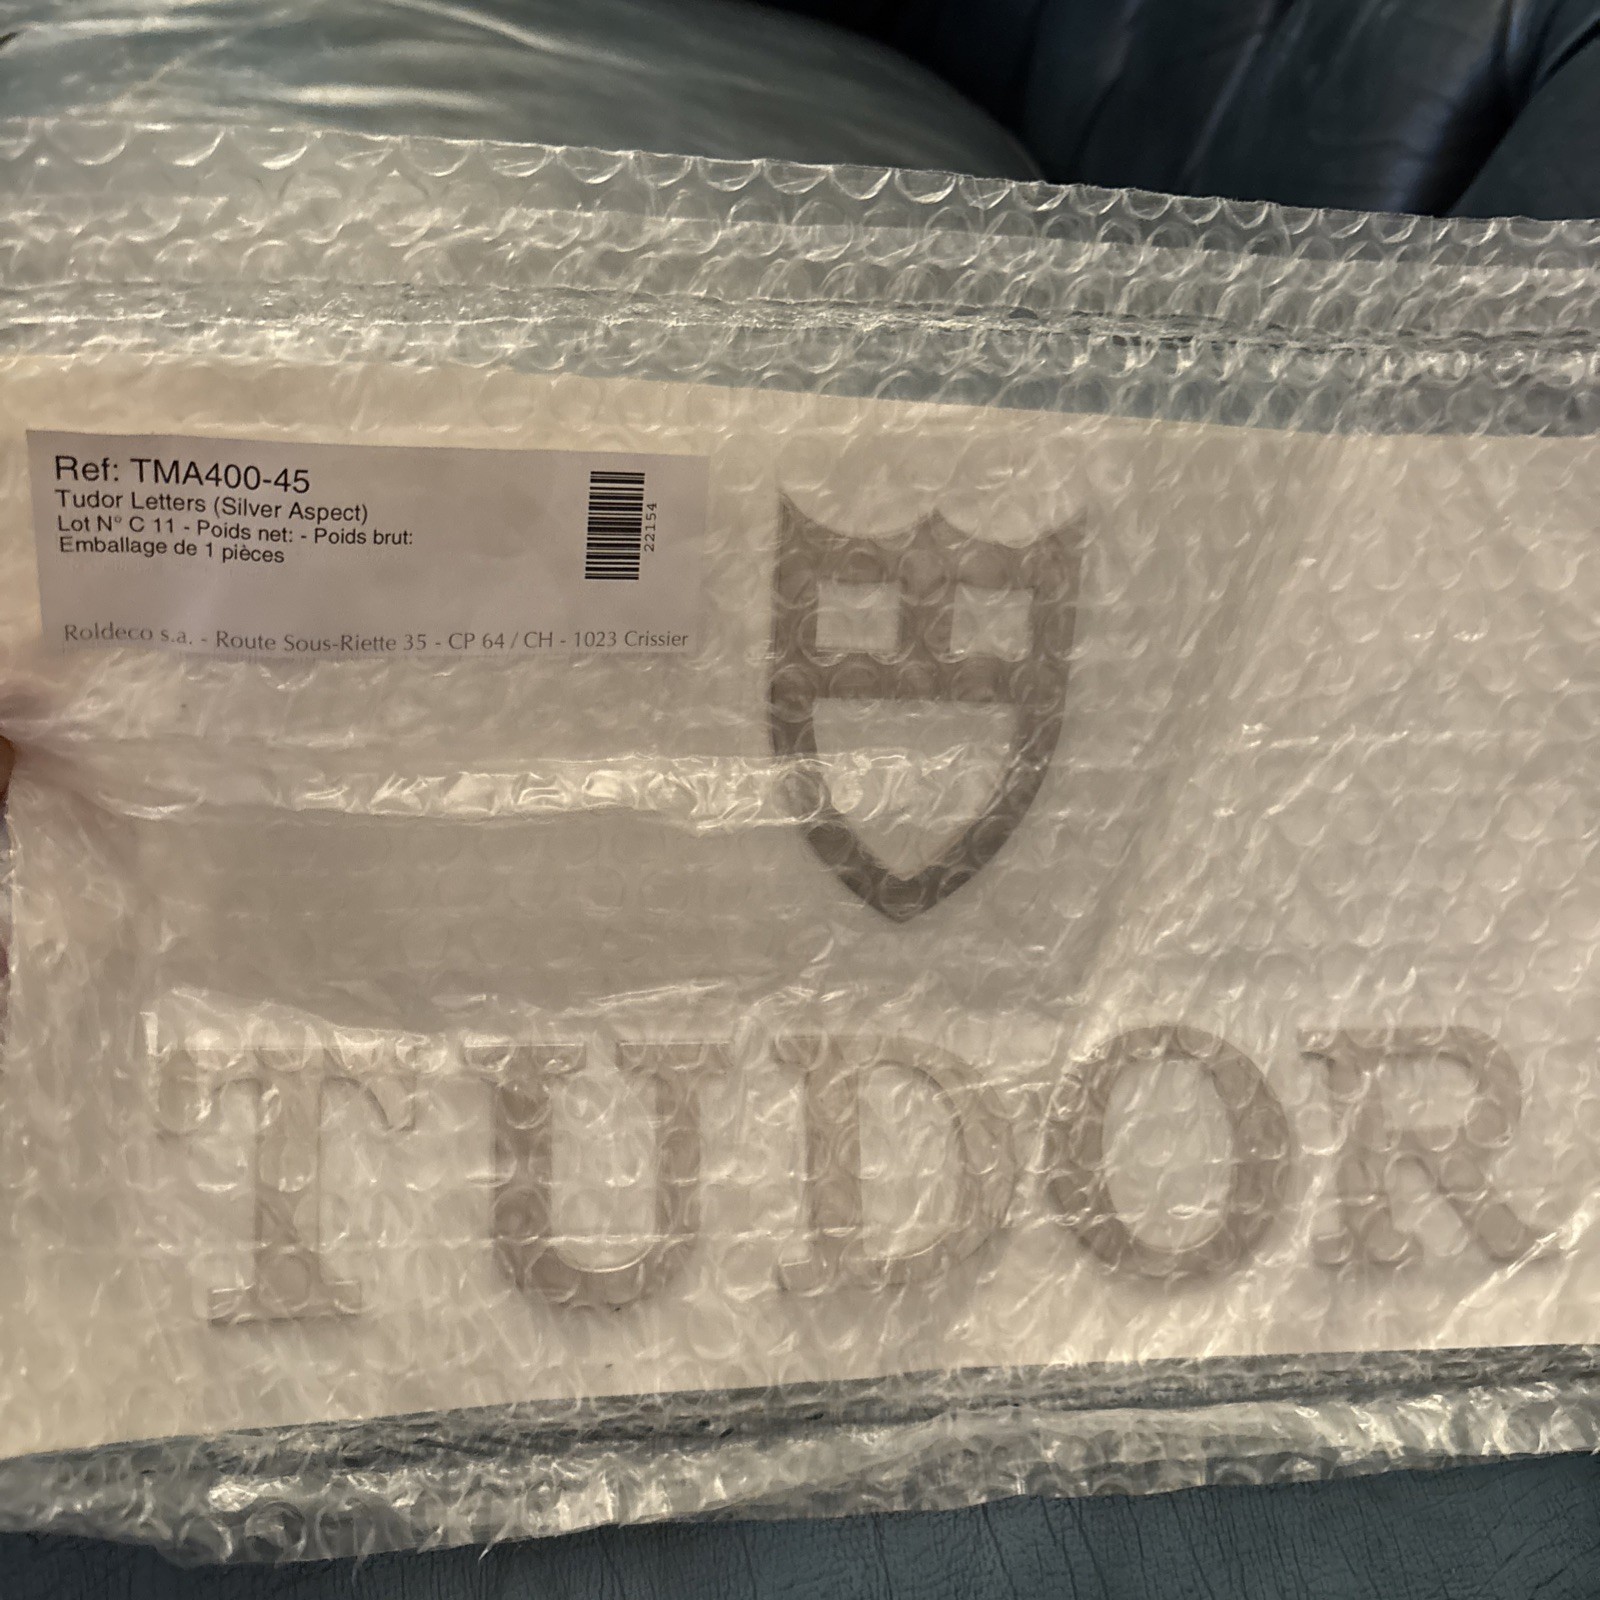 Ref: TMA400-45
Tudor Letters (Silver Aspect)
Lot N° C 11 - Poids net: - Poids brut:
Emballage de 1 pièces
22154
Roldeco s.a. - Route Sous-Riette 35 - CP 64 / CH - 1023 Crissier
TUDOR